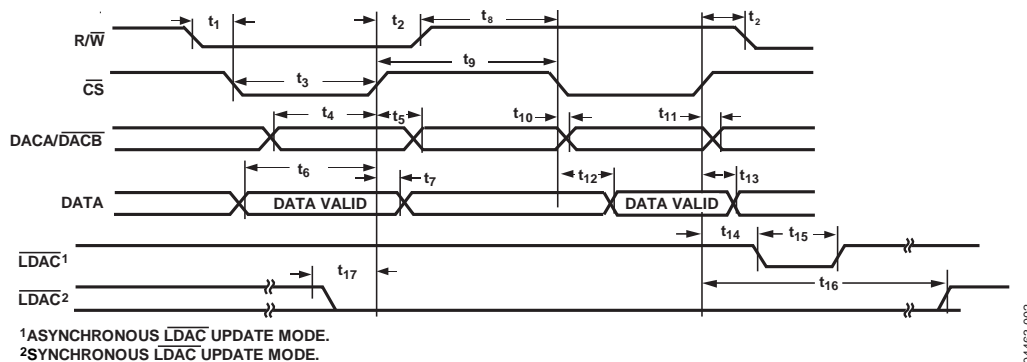 t1 t2 t8 t2
R/W
t9
t3
CS
t4 t5 t10 t11
DACA/DACB
t6 t7 t12 t13
DATA DATA VALID DATA VALID
t14 t15
LDAC1
t17 t16
LDAC2
1ASYNCHRONOUS LDAC UPDATE MODE.
2SYNCHRONOUS LDAC UPDATE MODE.